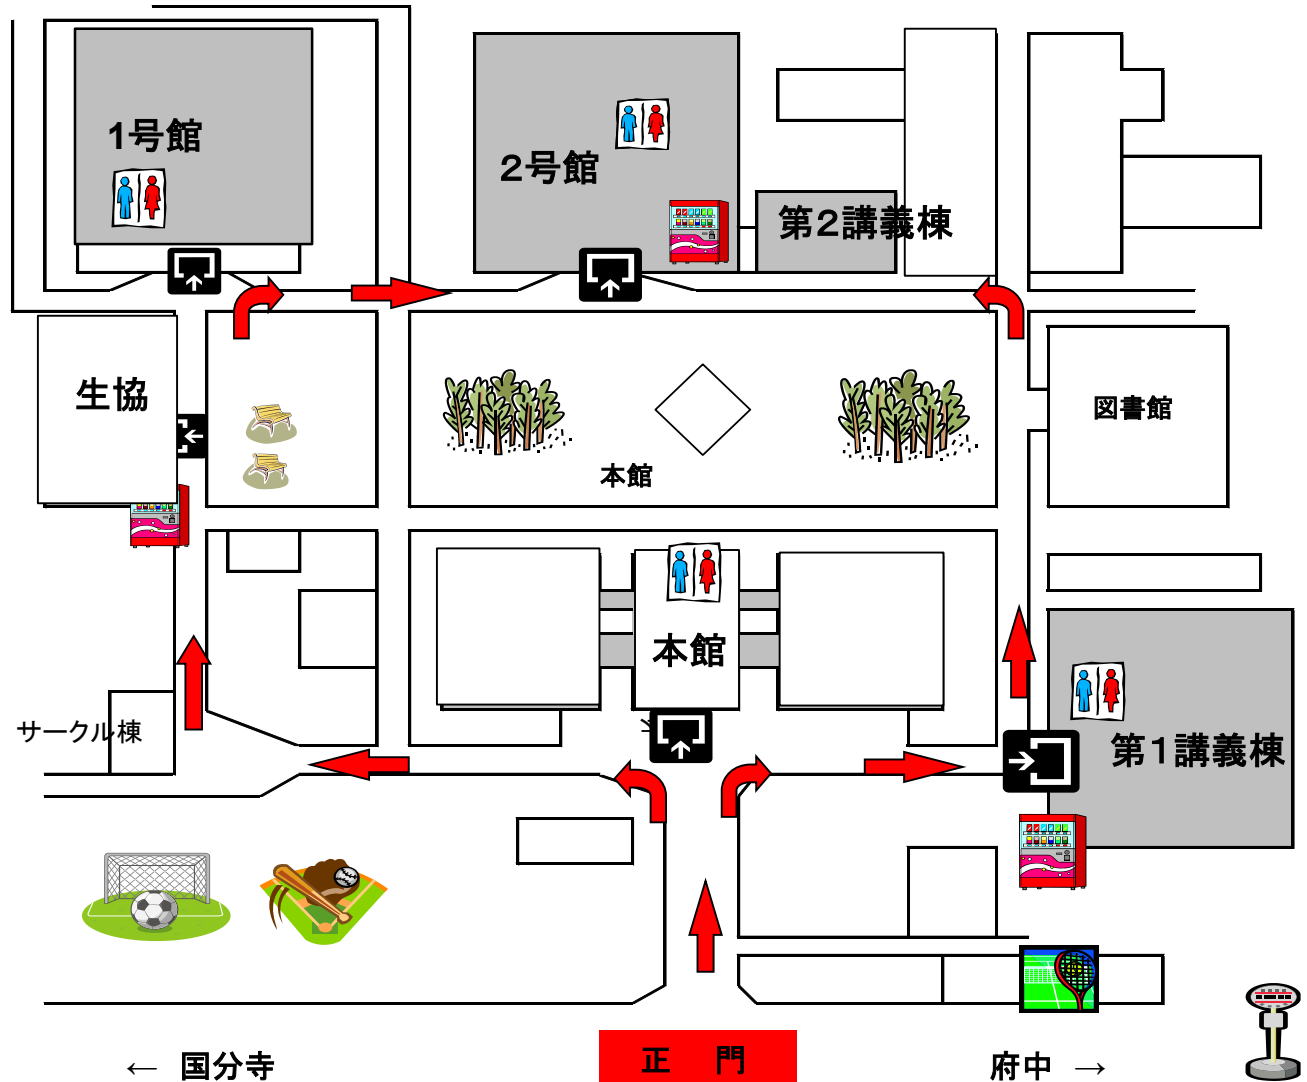 １号館
２号館
第２講義棟
生協
図書館
本館
本館
サークル棟
第１講義棟
← 国分寺
正 門
府中 →